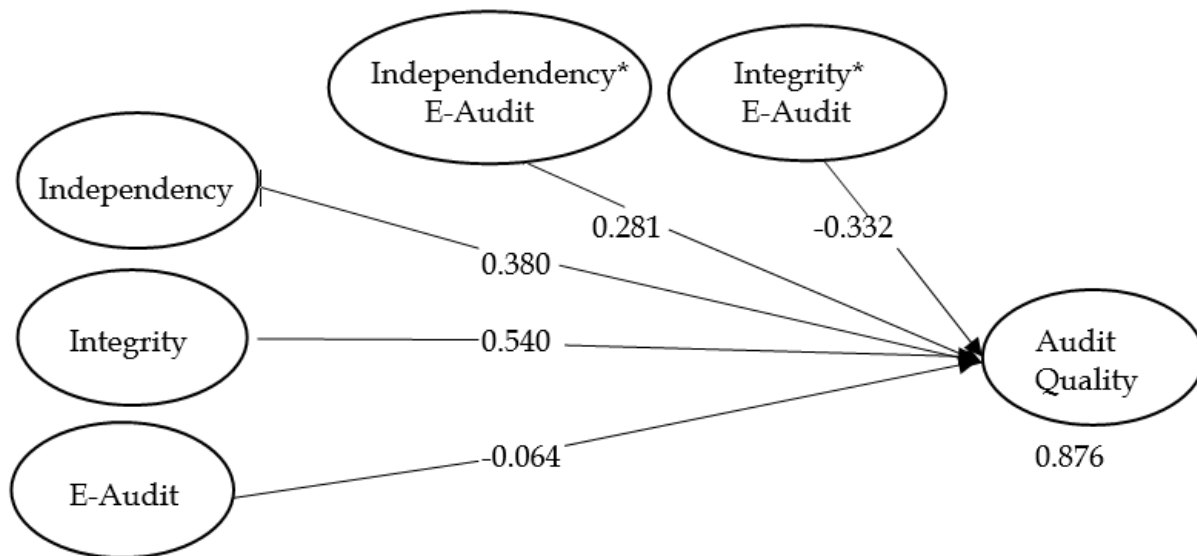 Independendency*
E-Audit
Integrity*
E-Audit
Independency
0.281
-0.332
0.380
Integrity
0.540
Audit
Quality
E-Audit
-0.064
0.876